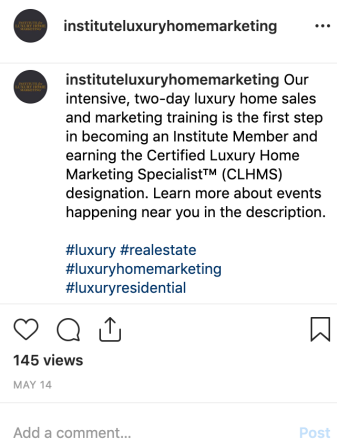 instituteluxuryhomemarketing
instituteluxuryhomemarketing Our
intensive, two-day luxury home sales
and marketing training is the first step
in becoming an Institute Member and
earning the Certified Luxury Home
Marketing Specialist™ (CLHMS)
designation. Learn more about events
happening near you in the description.
#luxury #realestate
#luxuryhomemarketing
#luxuryresidential
145 views
MAY 14
Add a comment... Post